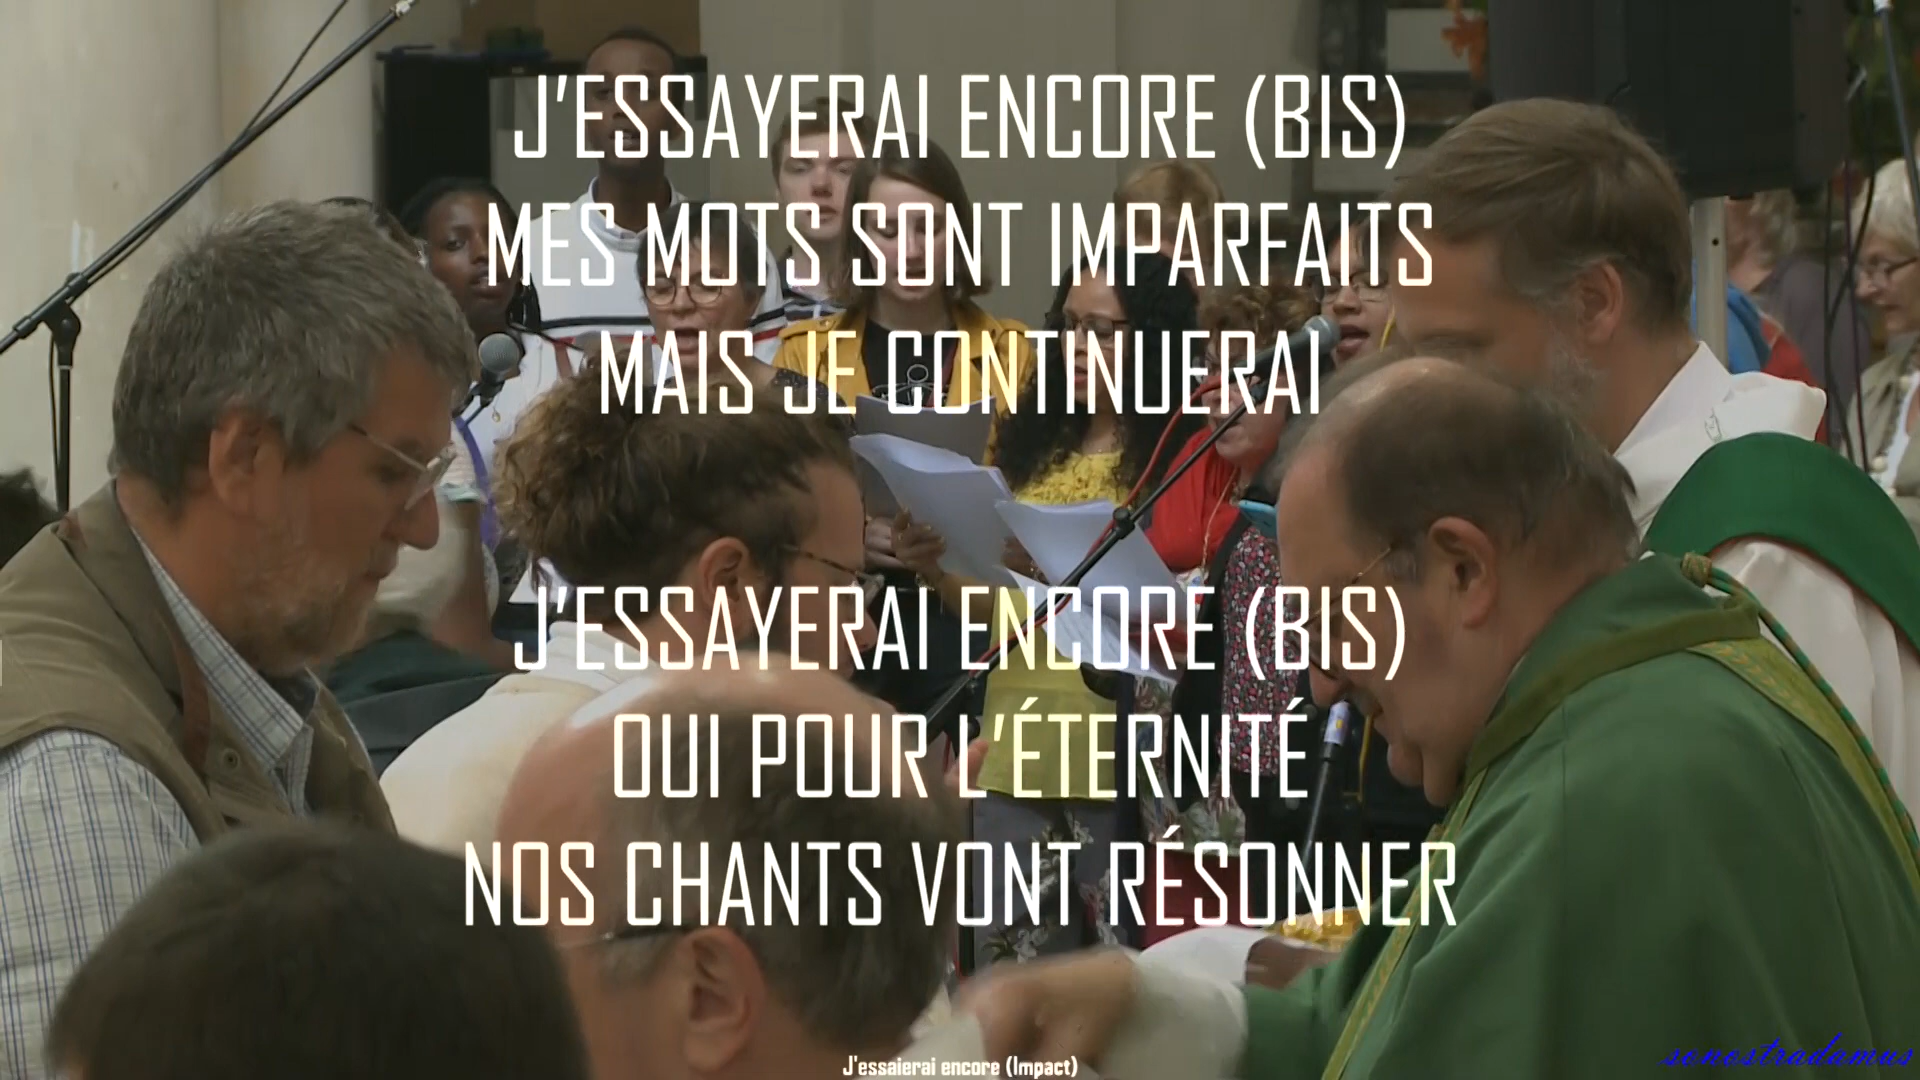 J'ESSAYERAI ENCORE (BIS)
MES MOTS SONT IMPARFAITS
MAIS JE CONTINUERAI
J'ESSAYERAI ENCORE (BIS)
OUI POUR L'ÉTERNITÉ
NOS CHANTS VONT RÉSONNER
J'essaierai encore (Impact)
sonostradamus